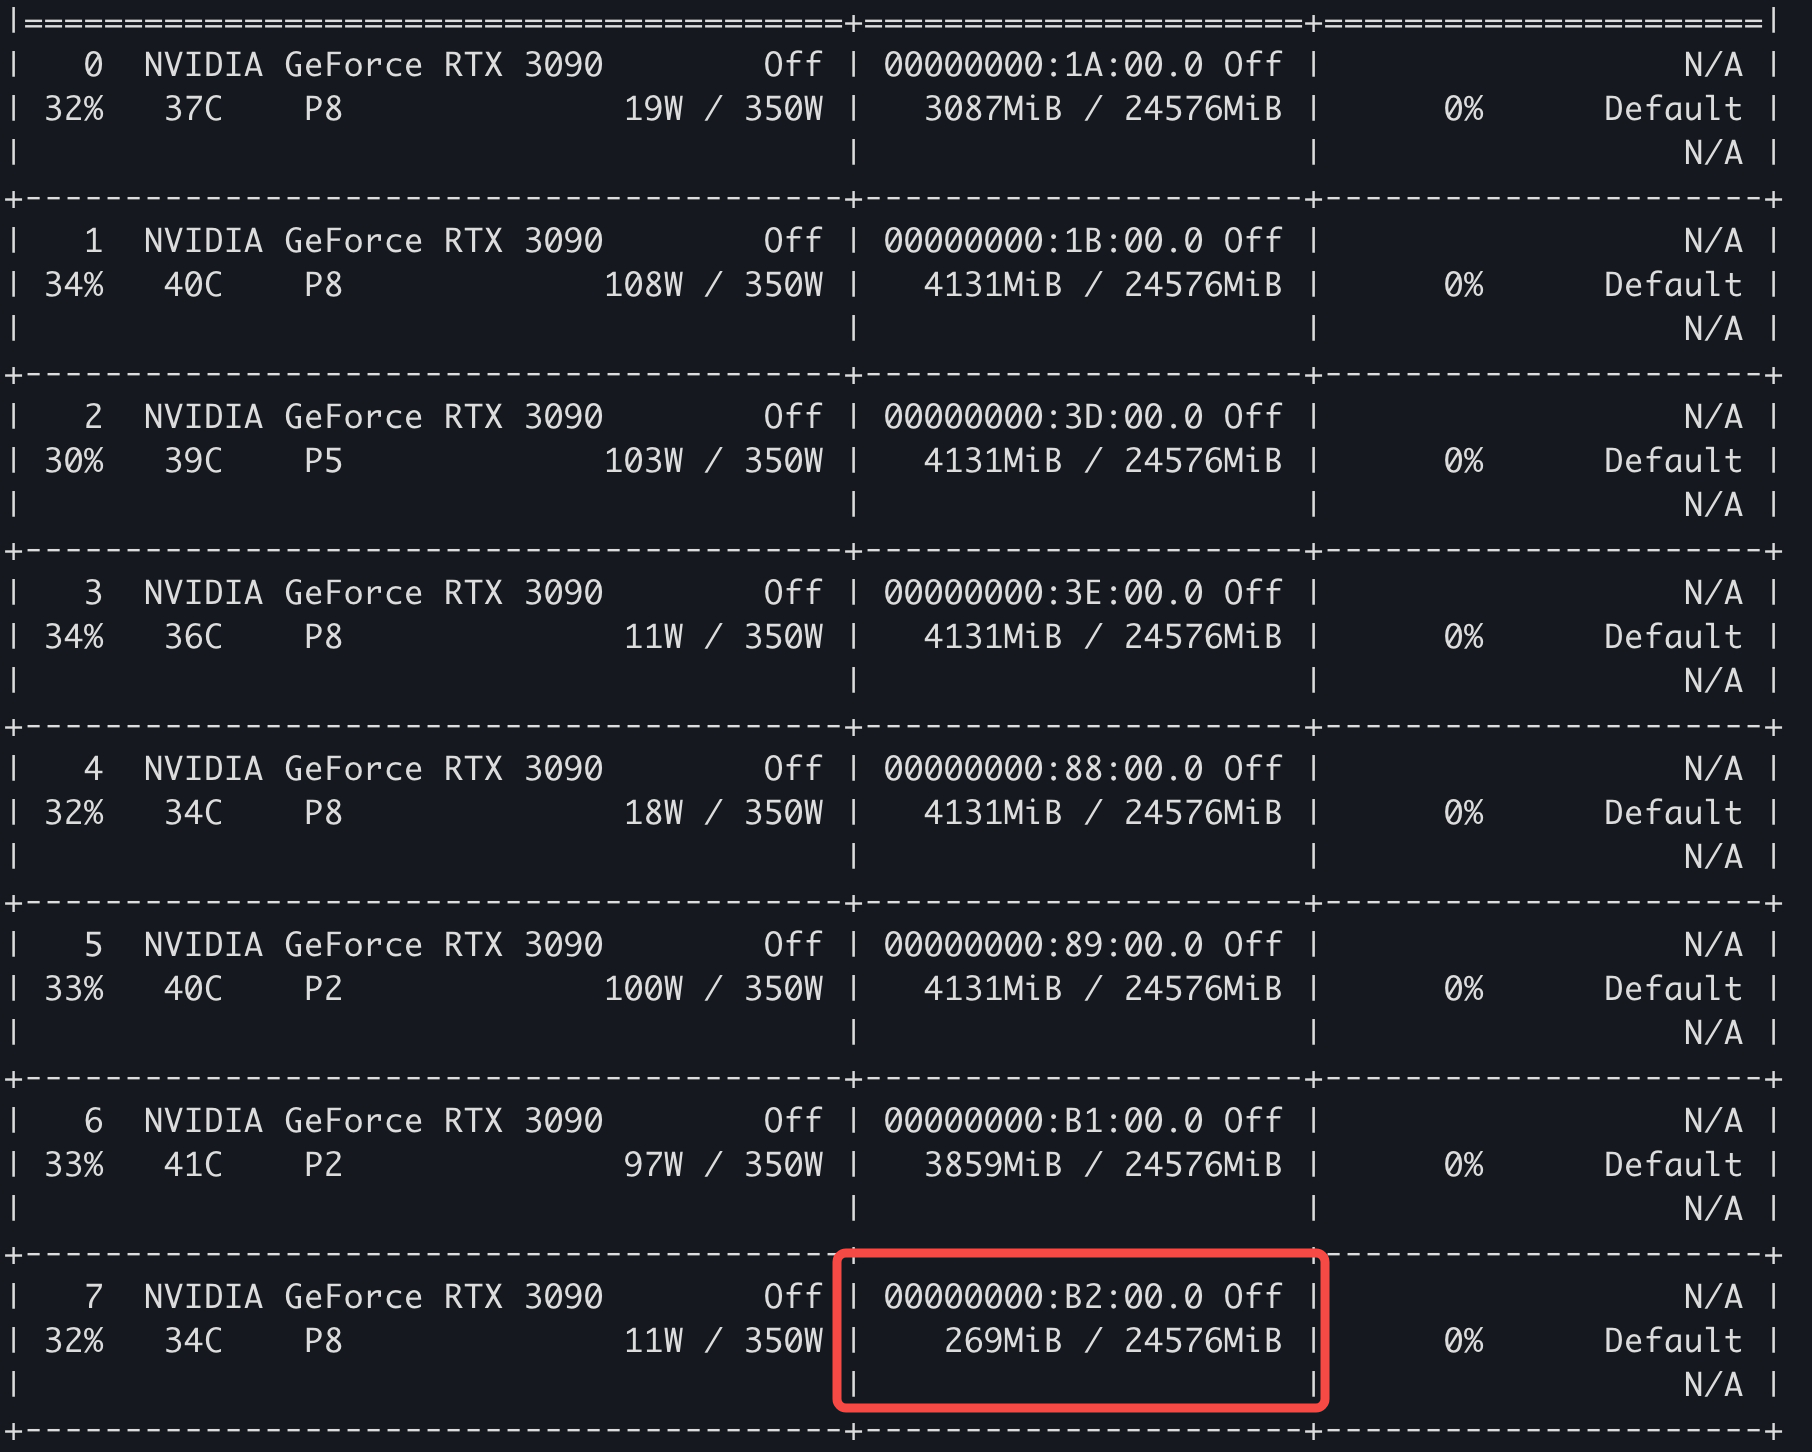 |=========================================+======================+======================|
|   0  NVIDIA GeForce RTX 3090        Off | 00000000:1A:00.0 Off |                  N/A |
| 32%   37C    P8              19W / 350W |   3087MiB / 24576MiB |      0%      Default |
|                                         |                      |                  N/A |
+-----------------------------------------+----------------------+----------------------+
|   1  NVIDIA GeForce RTX 3090        Off | 00000000:1B:00.0 Off |                  N/A |
| 34%   40C    P8             108W / 350W |   4131MiB / 24576MiB |      0%      Default |
|                                         |                      |                  N/A |
+-----------------------------------------+----------------------+----------------------+
|   2  NVIDIA GeForce RTX 3090        Off | 00000000:3D:00.0 Off |                  N/A |
| 30%   39C    P5             103W / 350W |   4131MiB / 24576MiB |      0%      Default |
|                                         |                      |                  N/A |
+-----------------------------------------+----------------------+----------------------+
|   3  NVIDIA GeForce RTX 3090        Off | 00000000:3E:00.0 Off |                  N/A |
| 34%   36C    P8              11W / 350W |   4131MiB / 24576MiB |      0%      Default |
|                                         |                      |                  N/A |
+-----------------------------------------+----------------------+----------------------+
|   4  NVIDIA GeForce RTX 3090        Off | 00000000:88:00.0 Off |                  N/A |
| 32%   34C    P8              18W / 350W |   4131MiB / 24576MiB |      0%      Default |
|                                         |                      |                  N/A |
+-----------------------------------------+----------------------+----------------------+
|   5  NVIDIA GeForce RTX 3090        Off | 00000000:89:00.0 Off |                  N/A |
| 33%   40C    P2             100W / 350W |   4131MiB / 24576MiB |      0%      Default |
|                                         |                      |                  N/A |
+-----------------------------------------+----------------------+----------------------+
|   6  NVIDIA GeForce RTX 3090        Off | 00000000:B1:00.0 Off |                  N/A |
| 33%   41C    P2              97W / 350W |   3859MiB / 24576MiB |      0%      Default |
|                                         |                      |                  N/A |
+-----------------------------------------+----------------------+----------------------+
|   7  NVIDIA GeForce RTX 3090        Off | 00000000:B2:00.0 Off |                  N/A |
| 32%   34C    P8              11W / 350W |    269MiB / 24576MiB |      0%      Default |
|                                         |                      |                  N/A |
+-----------------------------------------+----------------------+----------------------+